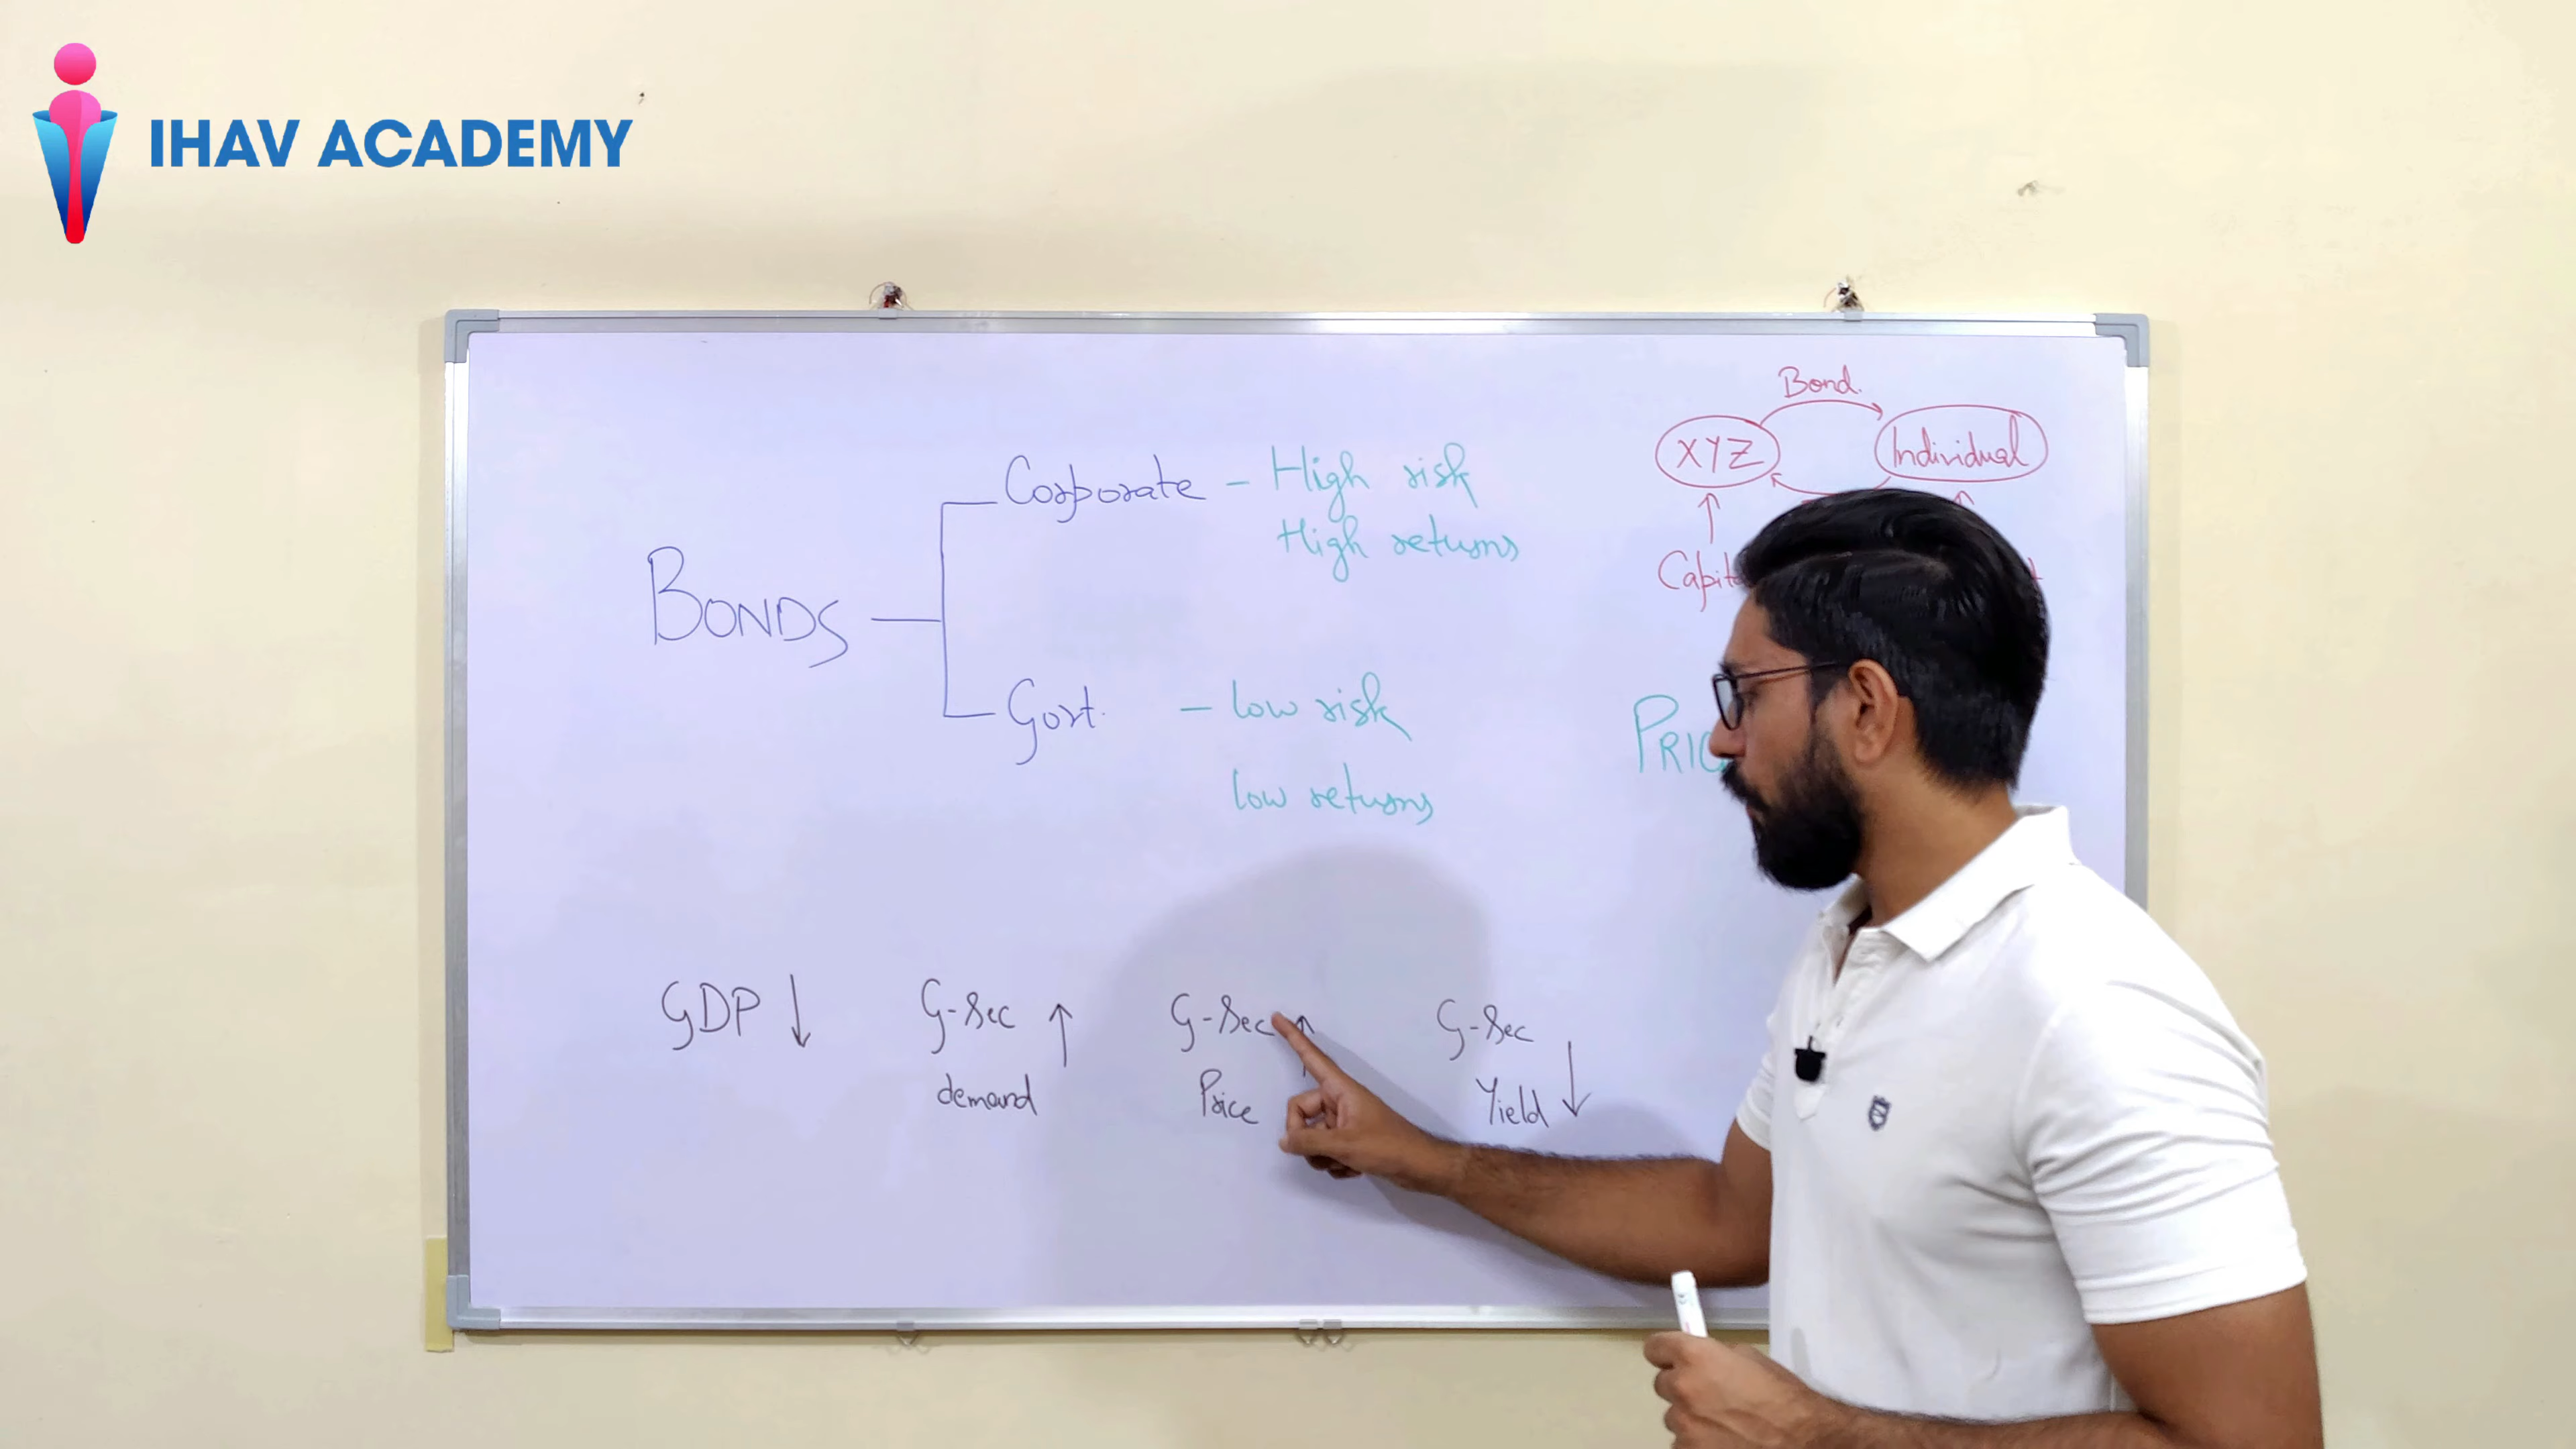 IHAV ACADEMY
Bond.
XYZ
Individual
Corporate - High risk
High returns
BONDS
Govt. - low risk
low returns
GDP ↓
G-Sec ↑
demand
G-Sec ↑
Price
G-Sec
Yield ↓